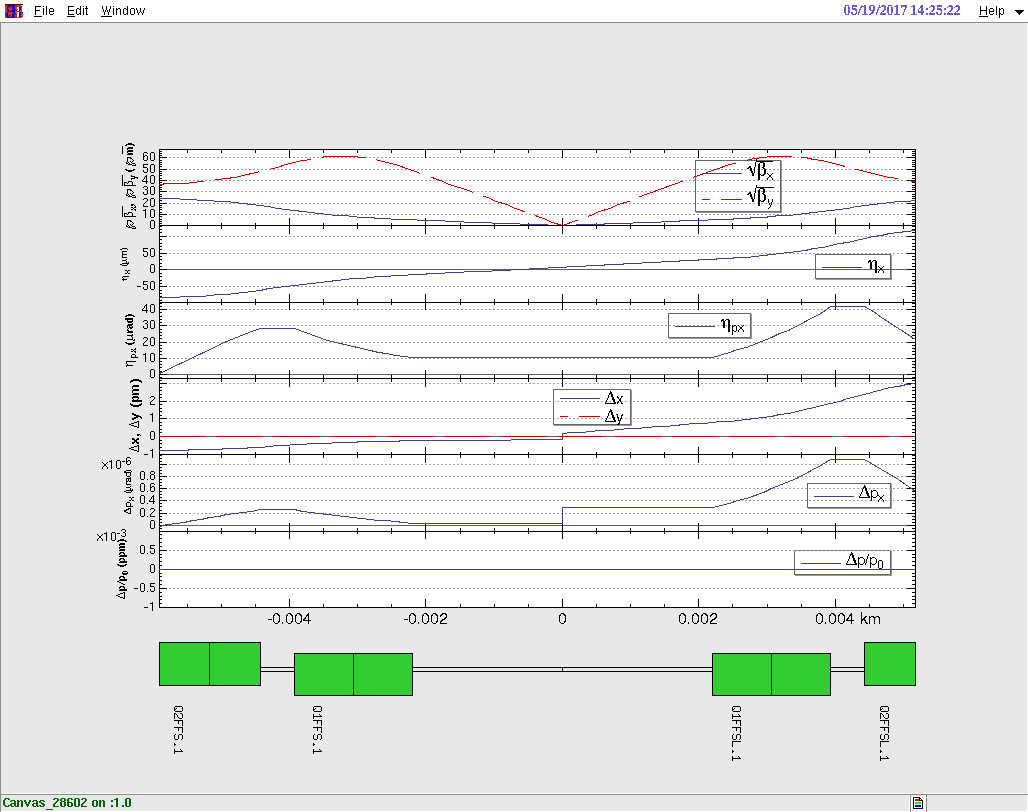 File Edit Window 05/19/2017 14:25:22 Help
√βx, √βy (√m)
60
50
40
30
20
10
0
√βx
√βy
ηx (μm)
50
0
-50
ηx
ηpx (μrad)
40
30
20
10
0
ηpx
Δx, Δy (pm)
2
1
0
-1
Δx
Δy
×10-6
Δpx (μrad)
0.8
0.6
0.4
0.2
0
Δpx
×10-3
Δp/p0 (ppm)
0.5
0
-0.5
-1
Δp/p0
-0.004 -0.002 0 0.002 0.004 km
Q2FFS.1
Q1FFS.1
Q1FFSL.1
Q2FFSL.1
Canvas_28602 on :1.0